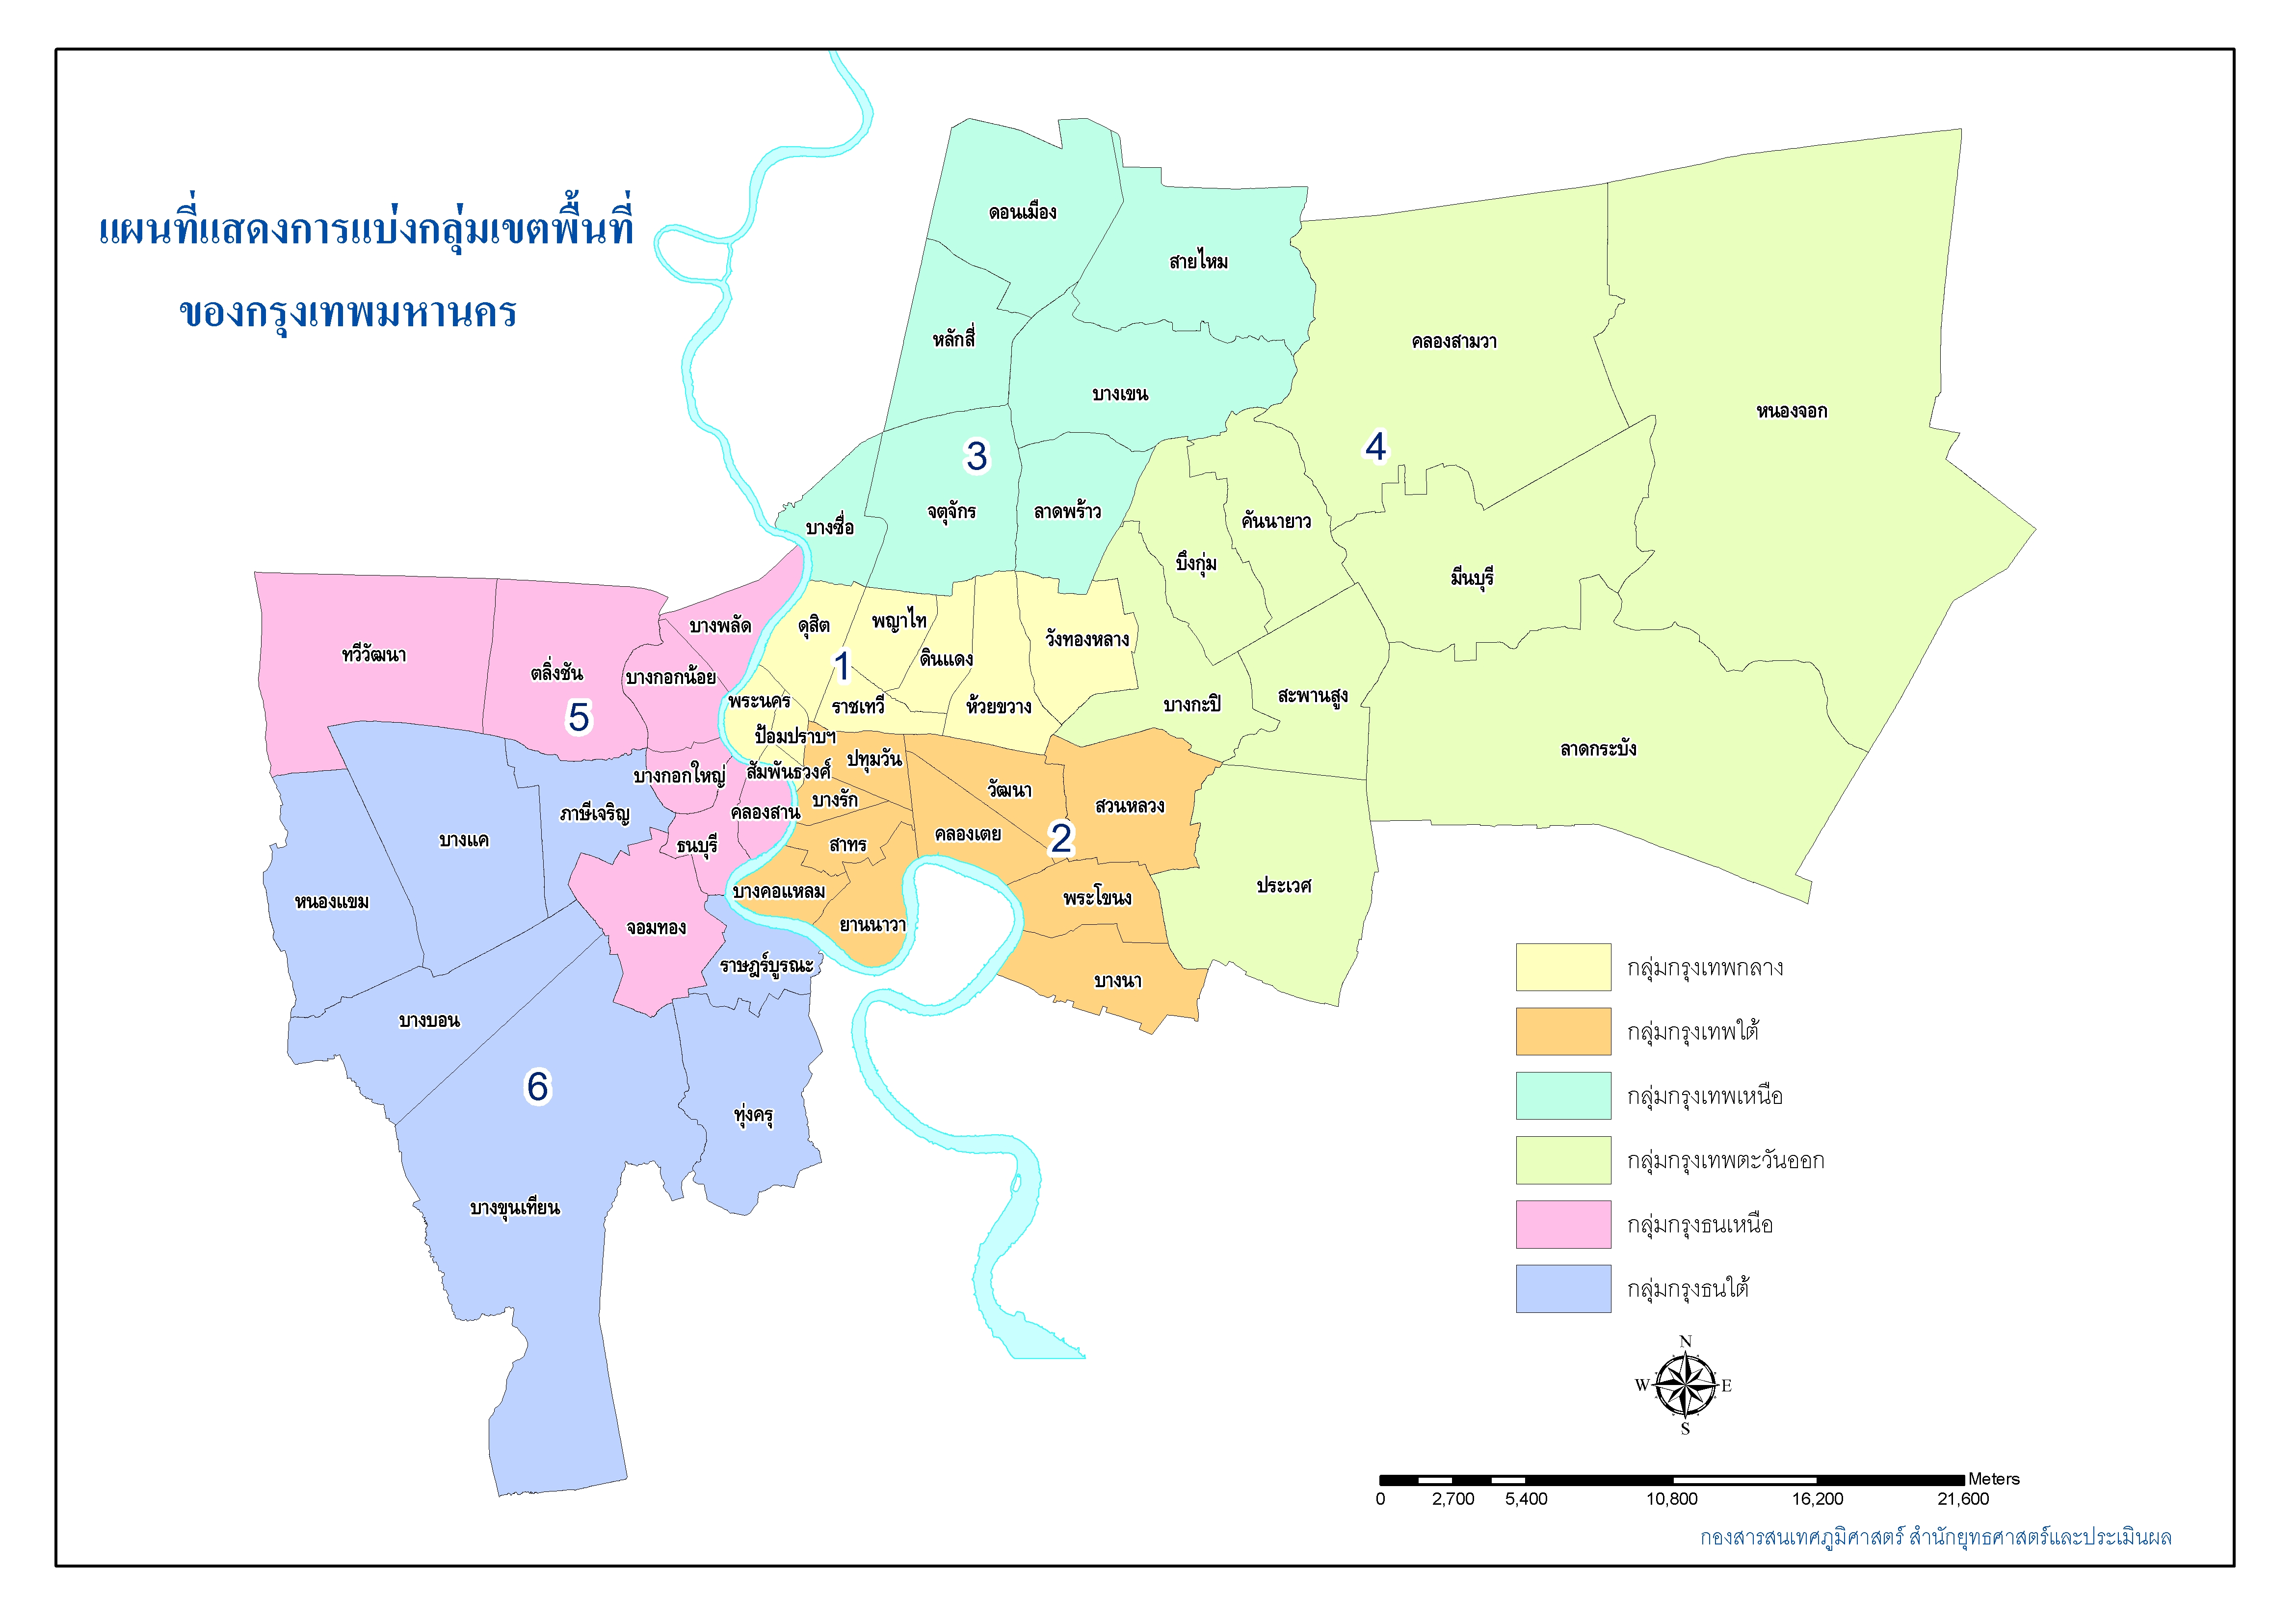 แผนที่แสดงการแบ่งกลุ่มเขตพื้นที่
ของกรุงเทพมหานคร
ดอนเมือง
สายไหม
หลักสี่
คลองสามวา
บางเขน
หนองจอก
3
4
จตุจักร
ลาดพร้าว
คันนายาว
บางซื่อ
บึงกุ่ม
มีนบุรี
พญาไท
ดุสิต
บางพลัด
วังทองหลาง
ทวีวัฒนา
ดินแดง
1
ตลิ่งชัน
บางกอกน้อย
สะพานสูง
พระนคร
ราชเทวี
ห้วยขวาง
บางกะปิ
5
ป้อมปราบฯ
ลาดกระบัง
ปทุมวัน
สัมพันธวงศ์
บางกอกใหญ่
วัฒนา
บางรัก
สวนหลวง
ภาษีเจริญ
คลองสาน
คลองเตย
2
บางแค
ธนบุรี
สาทร
ประเวศ
บางคอแหลม
พระโขนง
หนองแขม
จอมทอง
ยานนาวา
ราษฎร์บูรณะ
บางนา
บางบอน
6
ทุ่งครุ
บางขุนเทียน
กลุ่มกรุงเทพกลาง
กลุ่มกรุงเทพใต้
กลุ่มกรุงเทพเหนือ
กลุ่มกรุงเทพตะวันออก
กลุ่มกรุงธนเหนือ
กลุ่มกรุงธนใต้
N
W E
S
Meters
0 2,700 5,400 10,800 16,200 21,600
กองสารสนเทศภูมิศาสตร์ สำนักยุทธศาสตร์และประเมินผล